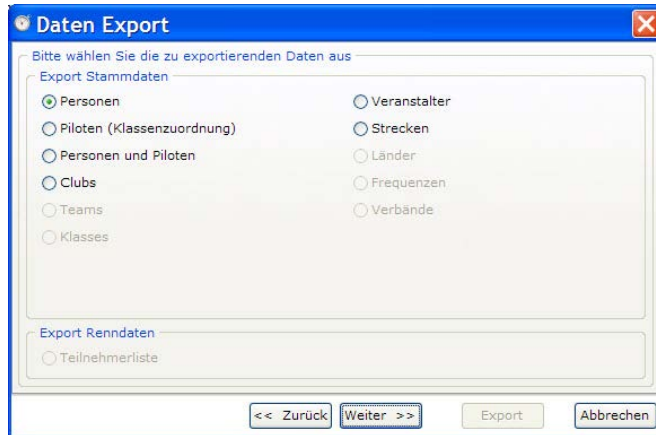 Daten Export
Bitte wählen Sie die zu exportierenden Daten aus
Export Stammdaten
Personen
Piloten (Klassenzuordnung)
Personen und Piloten
Clubs
Teams
Klasses
Veranstalter
Strecken
Länder
Frequenzen
Verbände
Export Renndaten
Teilnehmerliste
<< Zurück
Weiter >>
Export
Abbrechen